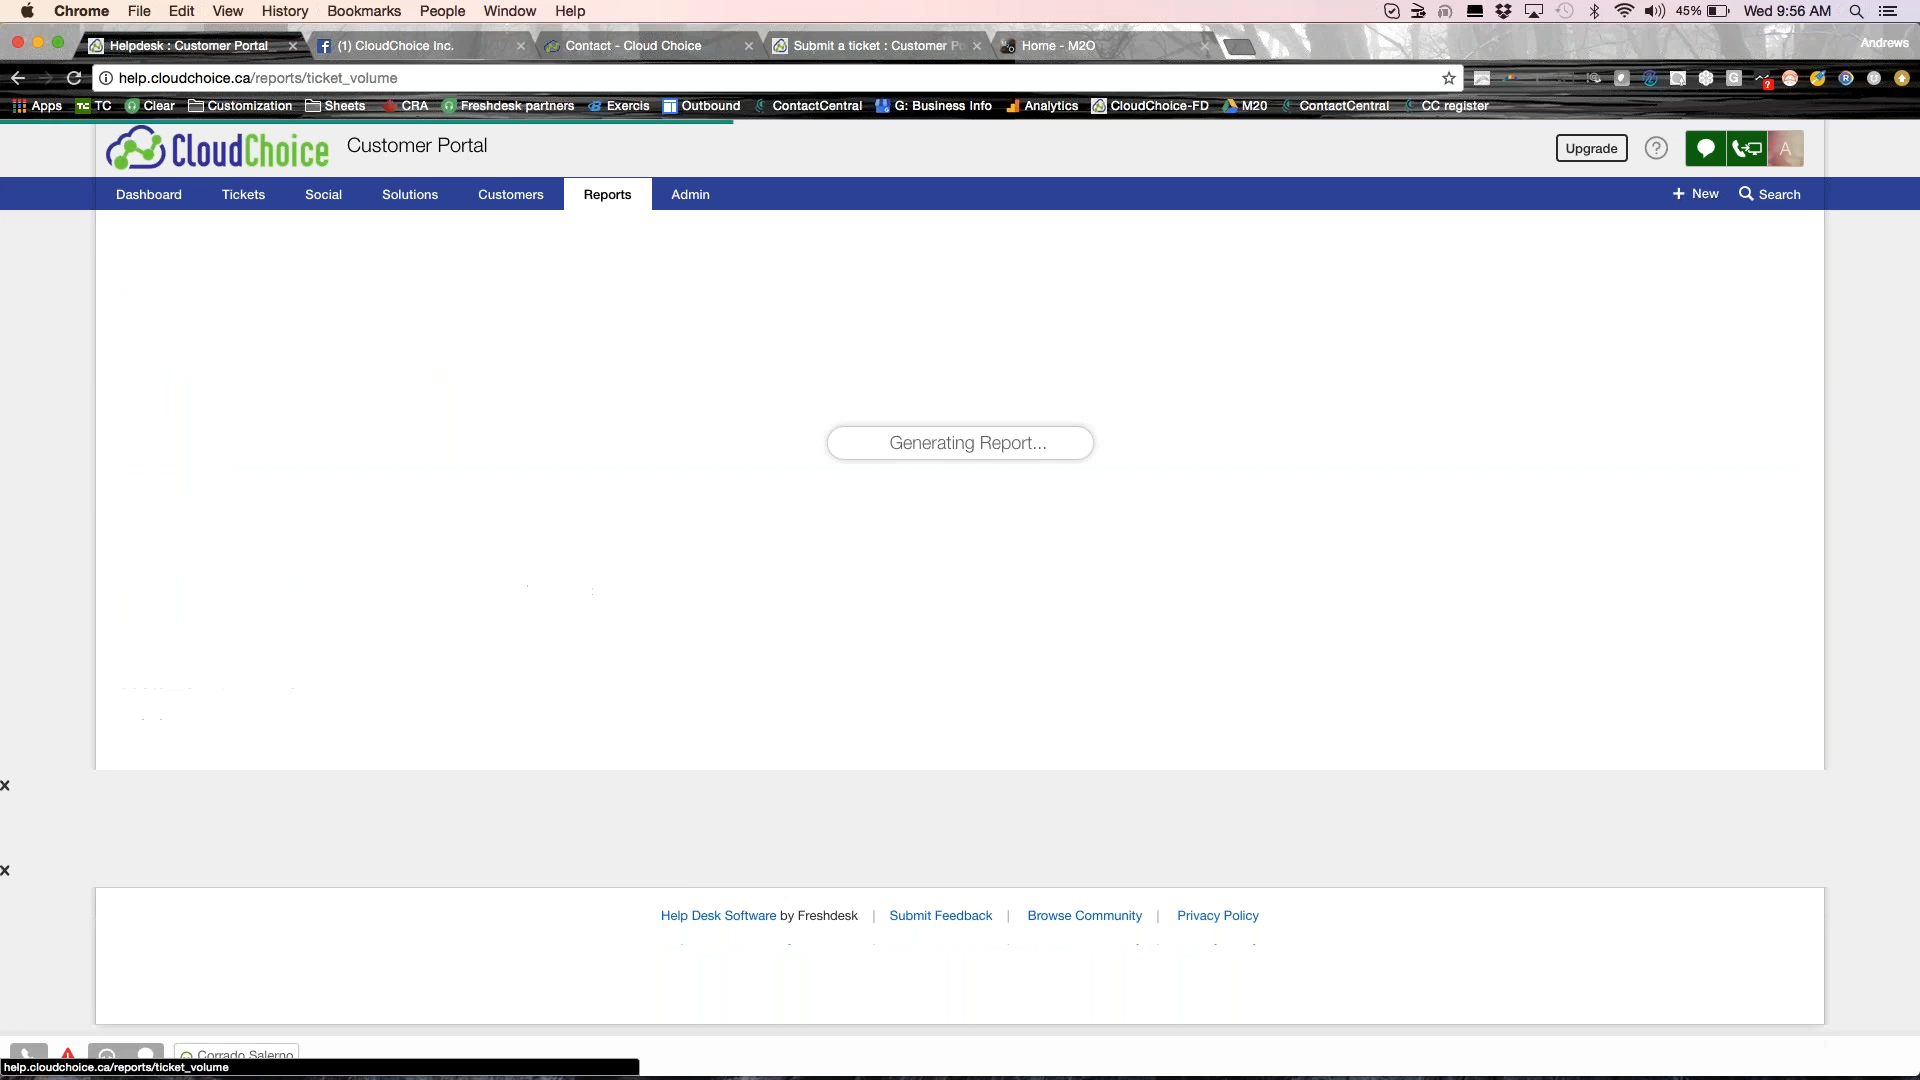 Chrome File Edit View History Bookmarks People Window Help 45% Wed 9:56 AM
Helpdesk : Customer Portal (1) CloudChoice Inc. Contact - Cloud Choice Submit a ticket : Customer Po Home - M2O Andrews
help.cloudchoice.ca/reports/ticket_volume
Apps TC TC Clear Customization Sheets CRA Freshdesk partners Exercis Outbound ContactCentral G: Business Info Analytics CloudChoice-FD M20 ContactCentral CC register
CloudChoice Customer Portal Upgrade ? A
Dashboard Tickets Social Solutions Customers Reports Admin + New Search
Generating Report...
x
x
Help Desk Software by Freshdesk | Submit Feedback | Browse Community | Privacy Policy
Corrado Salerno
help.cloudchoice.ca/reports/ticket_volume